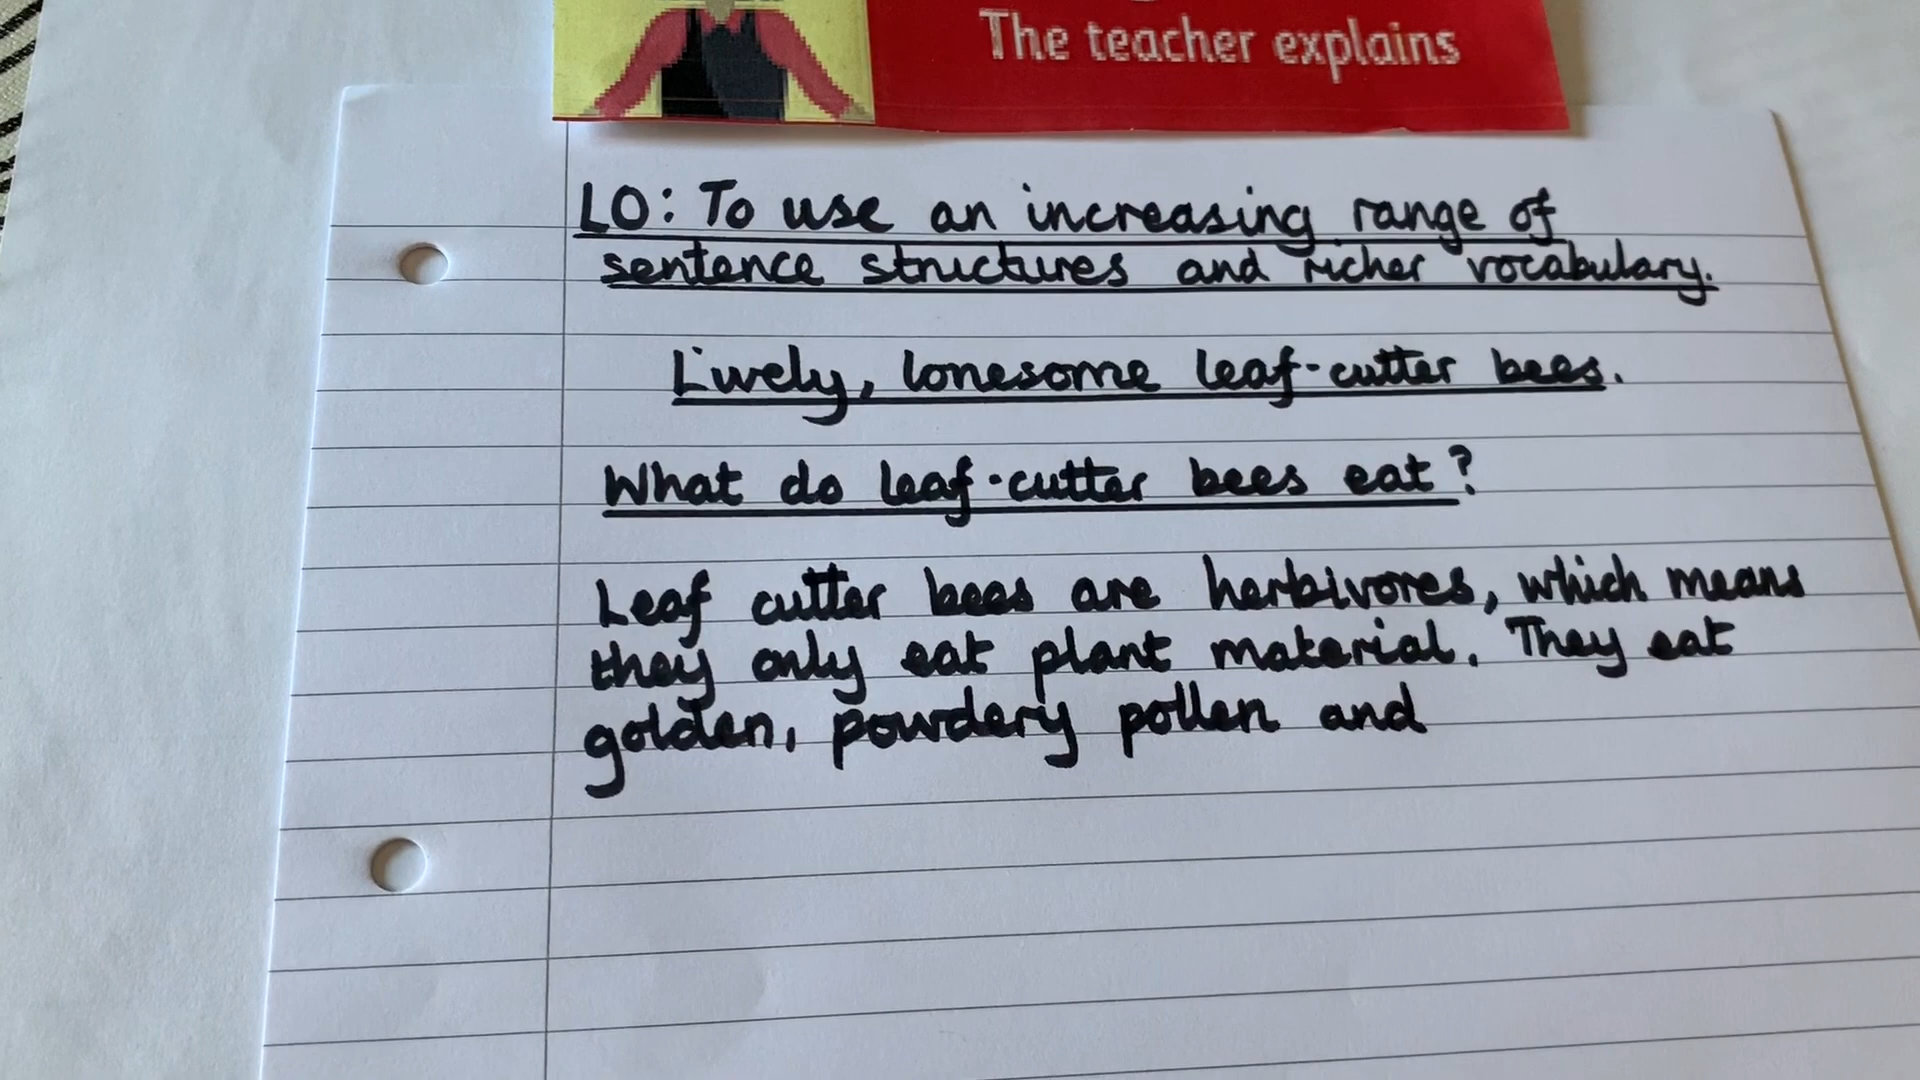 The teacher explains
LO: To use an increasing range of
sentence structures and richer vocabulary.
Lively, lonesome leaf-cutter bees.
What do leaf-cutter bees eat?
Leaf cutter bees are herbivores, which means
they only eat plant material. They eat
golden, powdery pollen and